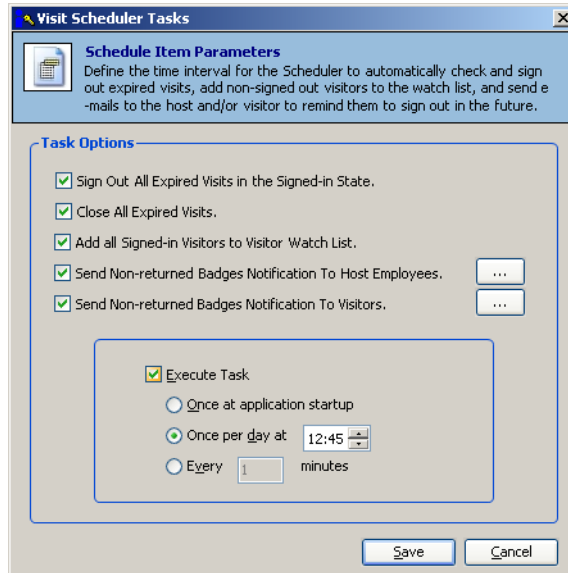 Visit Scheduler Tasks
Schedule Item Parameters
Define the time interval for the Scheduler to automatically check and sign
out expired visits, add non-signed out visitors to the watch list, and send e
-mails to the host and/or visitor to remind them to sign out in the future.
Task Options
Sign Out All Expired Visits in the Signed-in State.
Close All Expired Visits.
Add all Signed-in Visitors to Visitor Watch List.
Send Non-returned Badges Notification To Host Employees.
...
Send Non-returned Badges Notification To Visitors.
...
Execute Task
Once at application startup
Once per day at 12:45
Every 1 minutes
Save Cancel